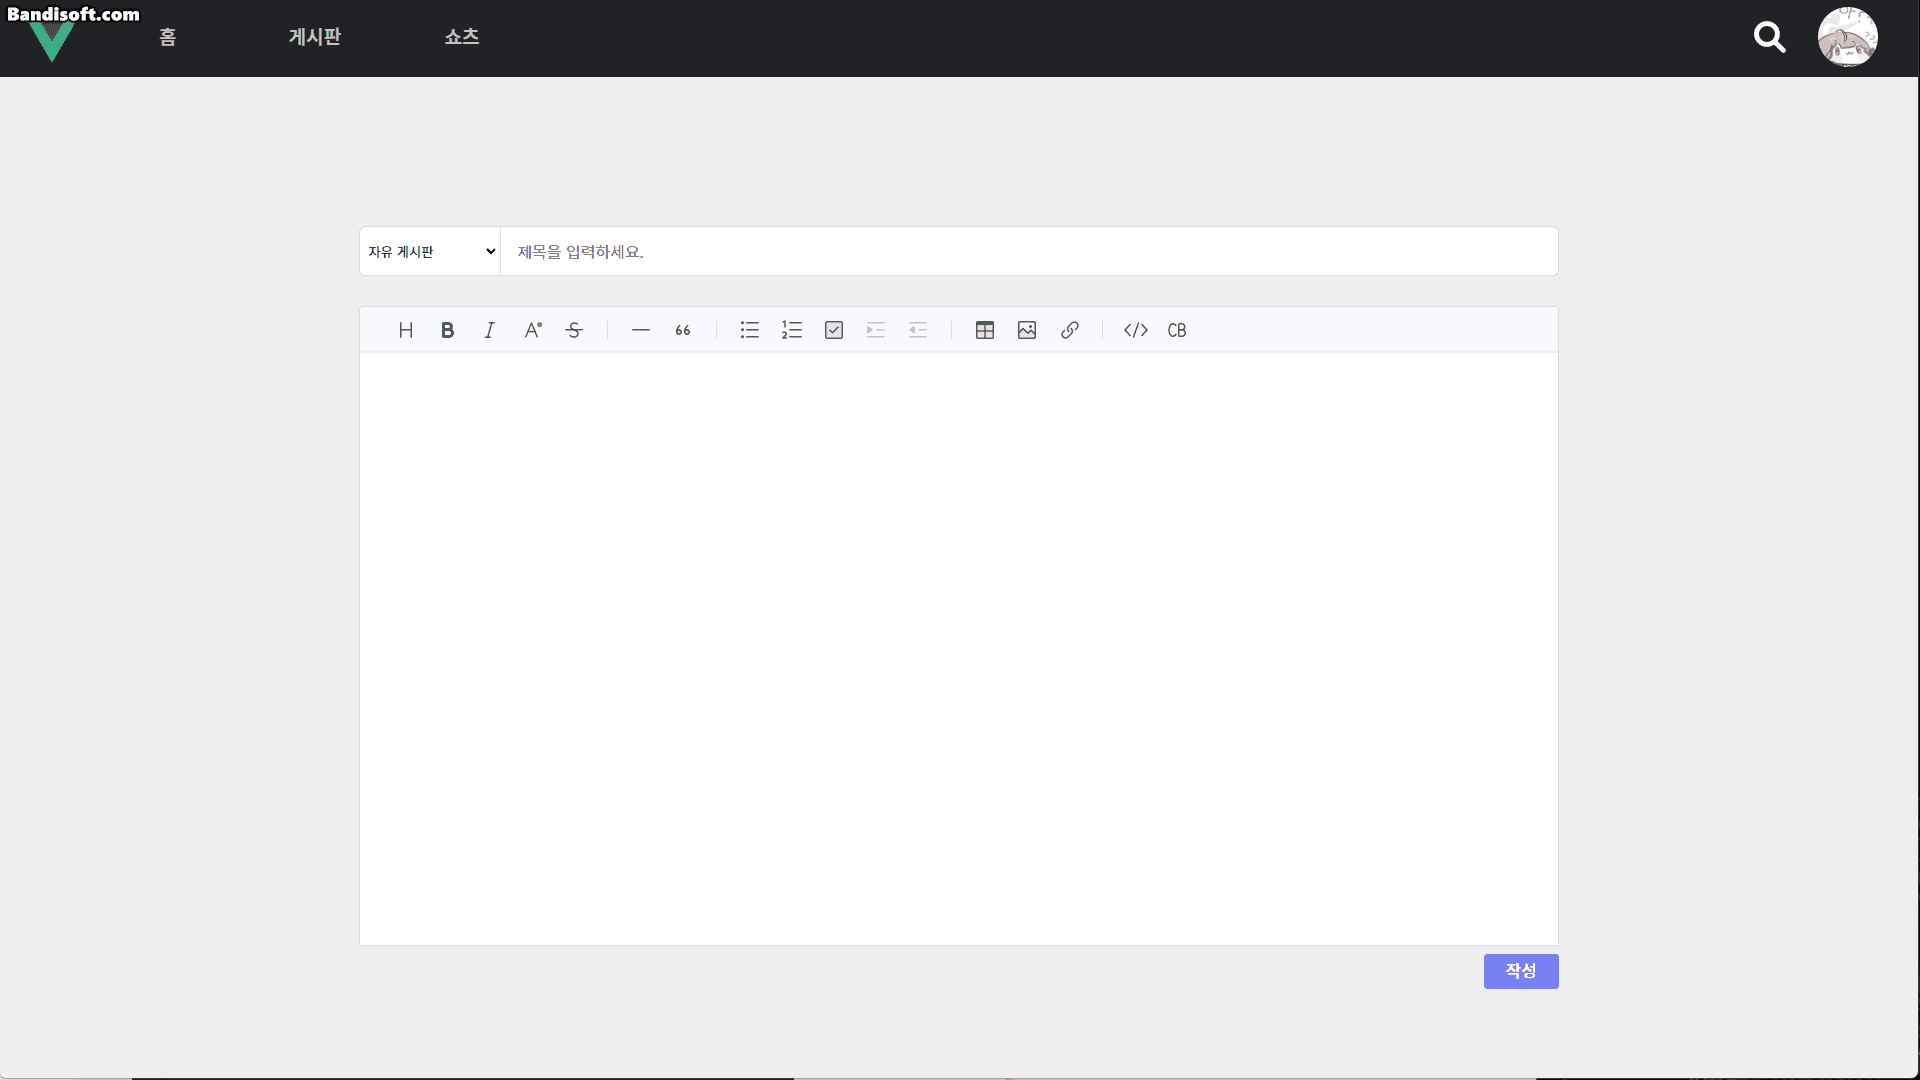 Bandisoft.com
홈 게시판 쇼츠
자유 게시판 제목을 입력하세요.
H B I A S 66 </> CB
작성